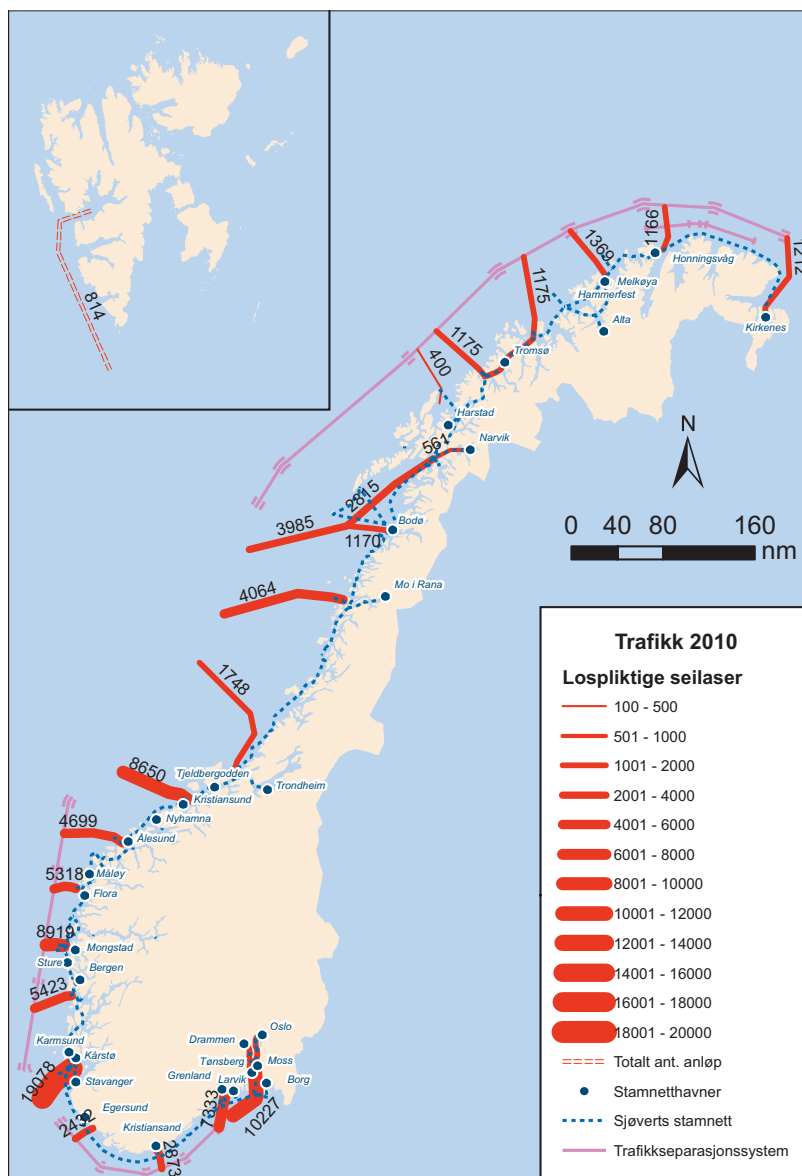 814
1166
1369
1212
Honningsvåg
1175
Melkøya
Hammerfest
Kirkenes
Alta
1175
400
Tromsø
Harstad
561
Narvik
N
2815
3985
1170
Bodø
0 40 80 160
nm
4064
Mo i Rana
1748
8650
Tjeldbergodden
Trondheim
Kristiansund
Nyhamna
4699
Ålesund
5318
Måløy
Flora
8919
Mongstad
Sture
Bergen
5423
Karmsund
Kårstø
19078
Stavanger
Egersund
2432
Kristiansand
2873
Oslo
Drammen
Tønsberg
Moss
Grenland
Larvik
Borg
1333
10227
Trafikk 2010
Lospliktige seilaser
100 - 500
501 - 1000
1001 - 2000
2001 - 4000
4001 - 6000
6001 - 8000
8001 - 10000
10001 - 12000
12001 - 14000
14001 - 16000
16001 - 18000
18001 - 20000
Totalt ant. anløp
Stamnetthavner
Sjøverts stamnett
Trafikkseparasjonssystem